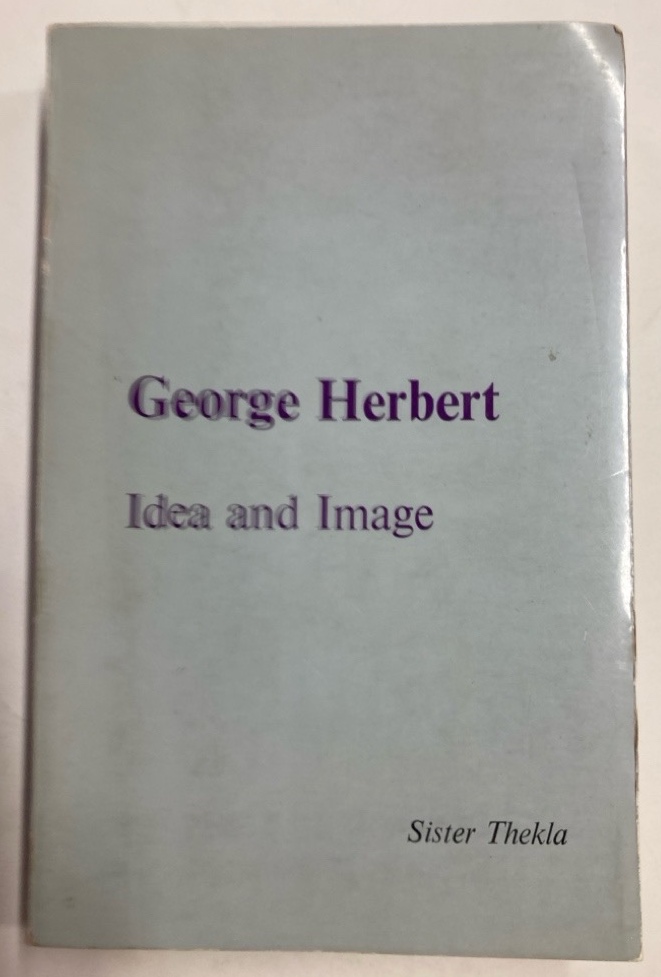 George Herbert
Idea and Image
Sister Thekla